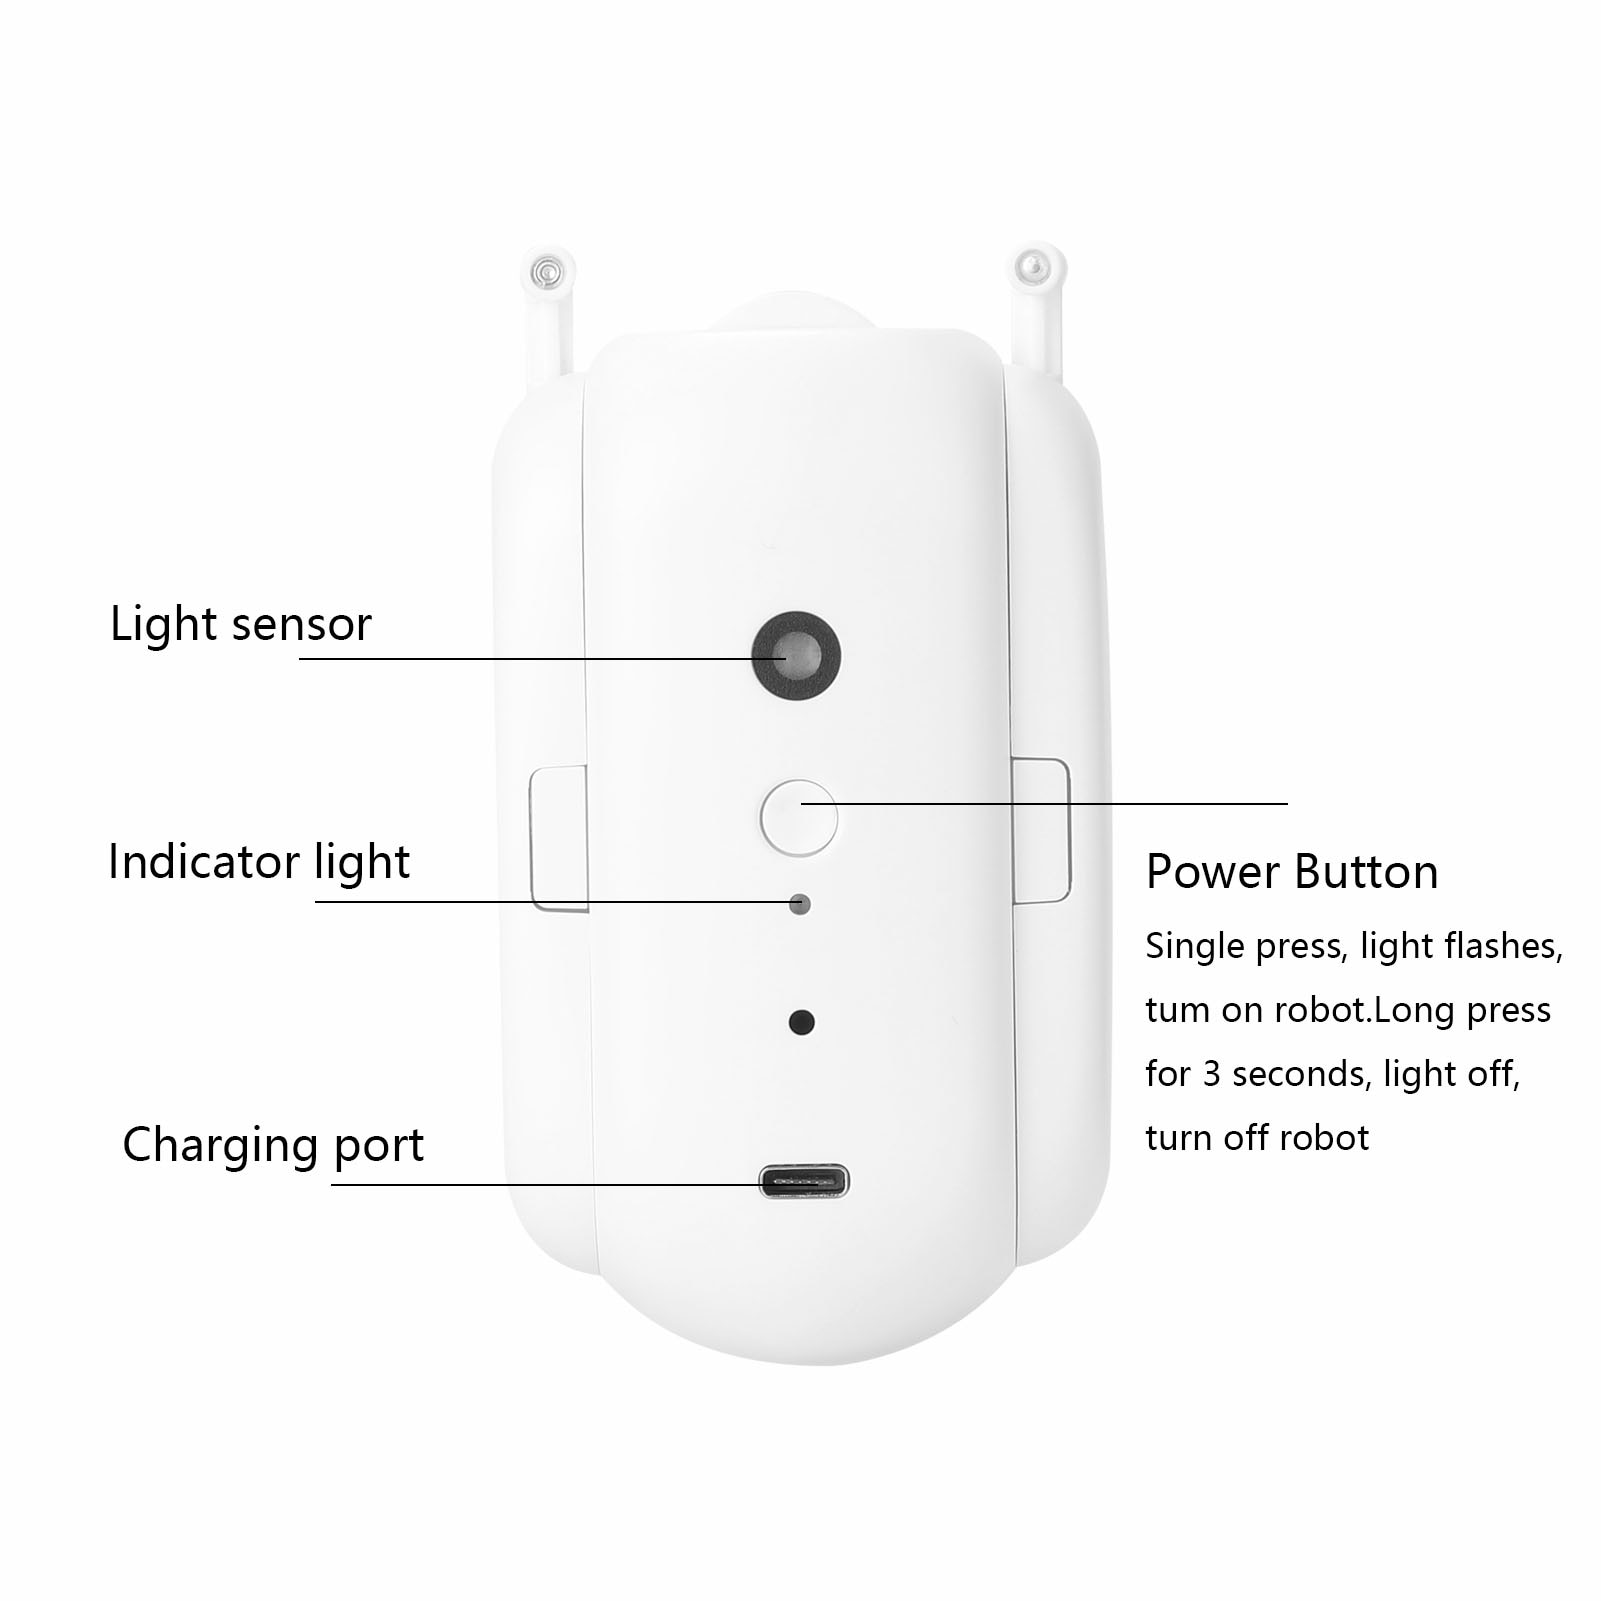 Light sensor
Indicator light
Charging port
Power Button
Single press, light flashes,
tum on robot.Long press
for 3 seconds, light off,
turn off robot